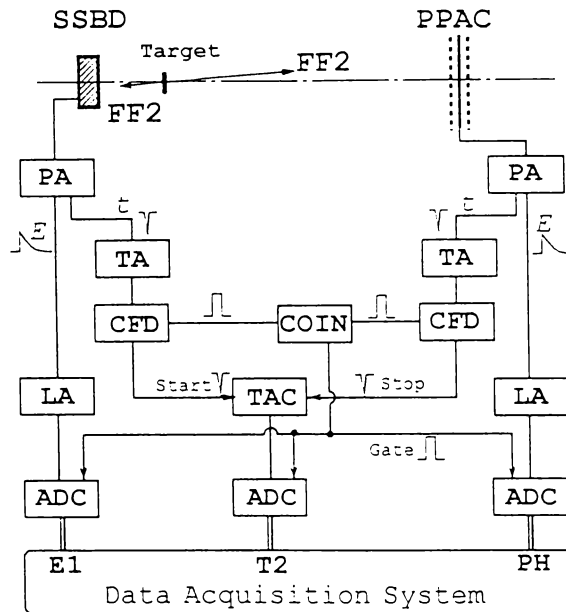 SSBD
PPAC
Target
FF2
FF2
PA
PA
t
t
E
E
TA
TA
CFD
COIN
CFD
Start
Stop
LA
TAC
LA
Gate
ADC
ADC
ADC
E1
T2
PH
Data Acquisition System